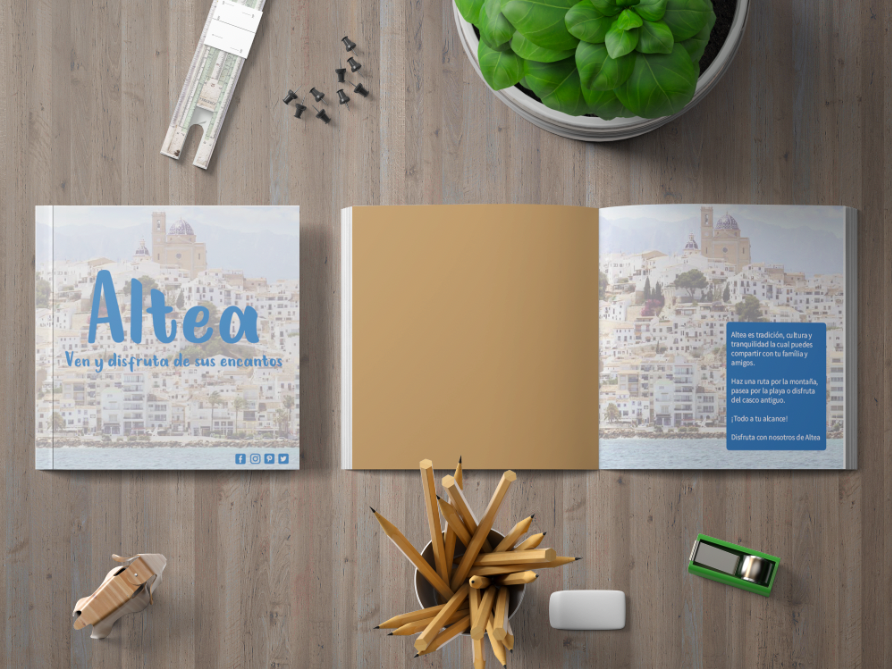 Altea
Ven y disfruta de sus encantos
Altea es tradición, cultura y
tranquilidad la cual puedes
compartir con tu familia y
amigos.
Haz una ruta por la montaña,
pasea por la playa o disfruta
del casco antiguo.
¡Todo a tu alcance!
Disfruta con nosotros de Altea